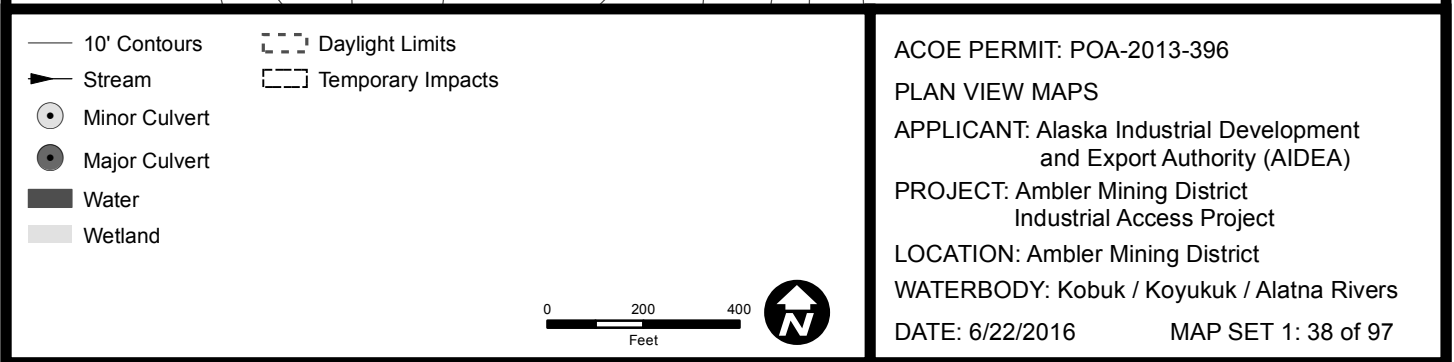 10' Contours
Stream
Minor Culvert
Major Culvert
Water
Wetland
Daylight Limits
Temporary Impacts
0 200 400
Feet
N
ACOE PERMIT: POA-2013-396
PLAN VIEW MAPS
APPLICANT: Alaska Industrial Development
and Export Authority (AIDEA)
PROJECT: Ambler Mining District
Industrial Access Project
LOCATION: Ambler Mining District
WATERBODY: Kobuk / Koyukuk / Alatna Rivers
DATE: 6/22/2016 MAP SET 1: 38 of 97